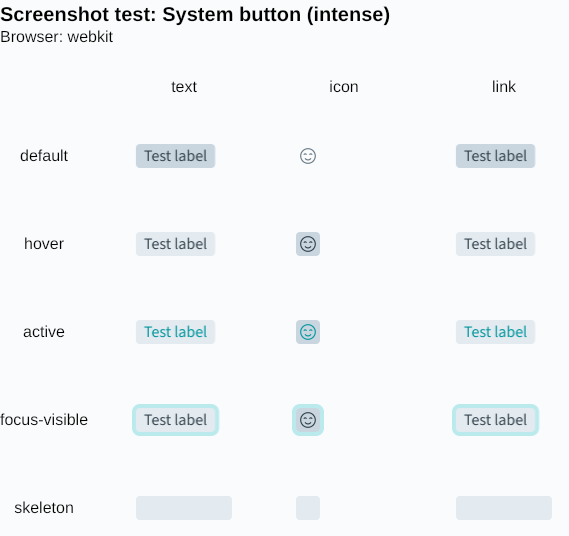 Screenshot test: System button (intense)
Browser: webkit
text icon link
default Test label Test label
hover Test label Test label
active Test label Test label
focus-visible Test label Test label
skeleton